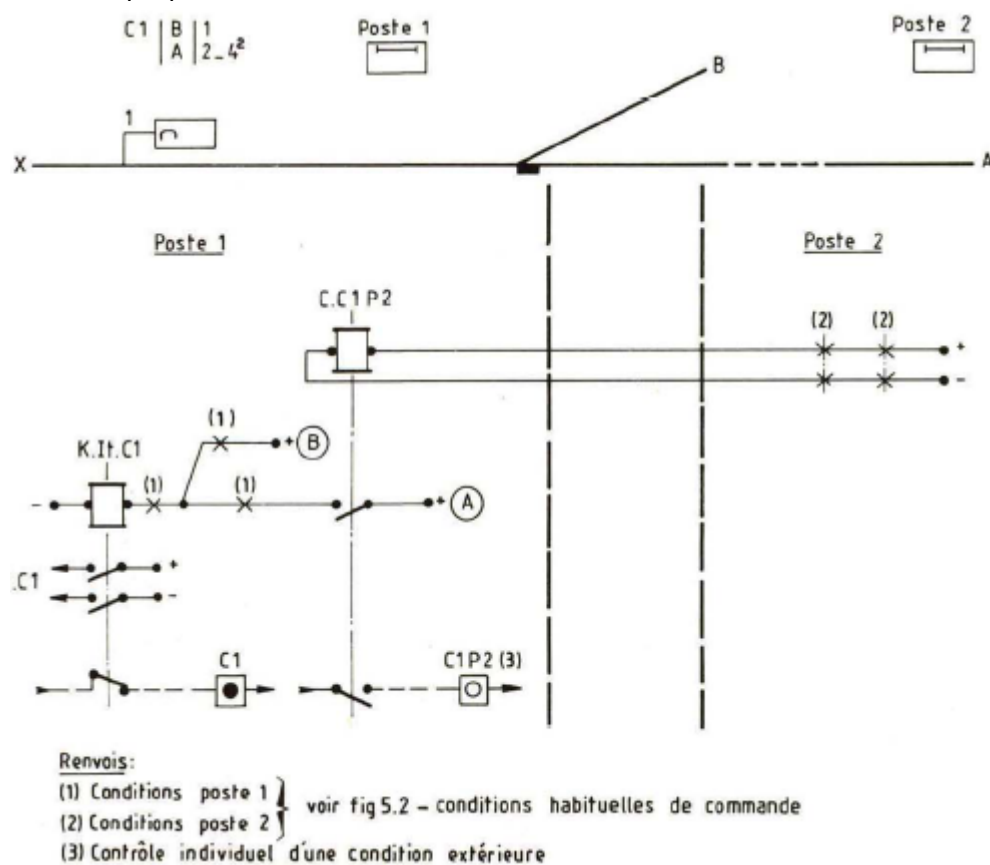 C1 | B | 1
A | 2_4²
Poste 1
Poste 2
B
1
X
A
Poste 1
Poste 2
C.C1 P2
(2) (2)
+
-
(1)
+ B
K.It.C1
- (1) (1) + A
+
.C1
-
C1
C1P2 (3)
Renvois:
(1) Conditions poste 1
(2) Conditions poste 2
voir fig 5.2 – conditions habituelles de commande
(3) Contrôle individuel d'une condition extérieure